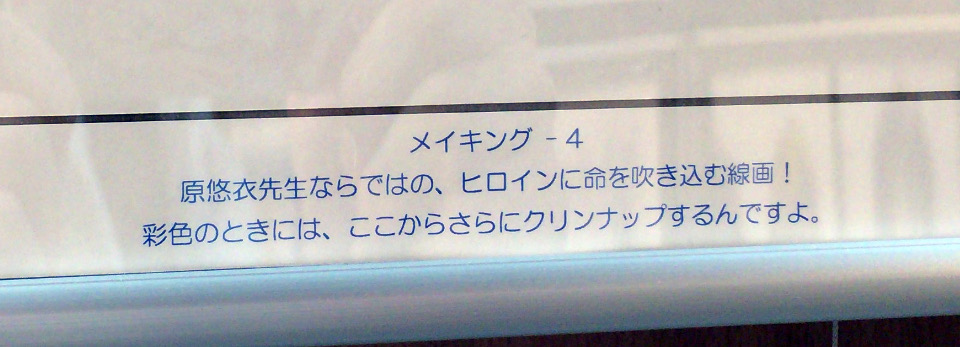 メイキング -4
原悠衣先生ならではの、ヒロインに命を吹き込む線画！
彩色のときには、ここからさらにクリンナップするんですよ。